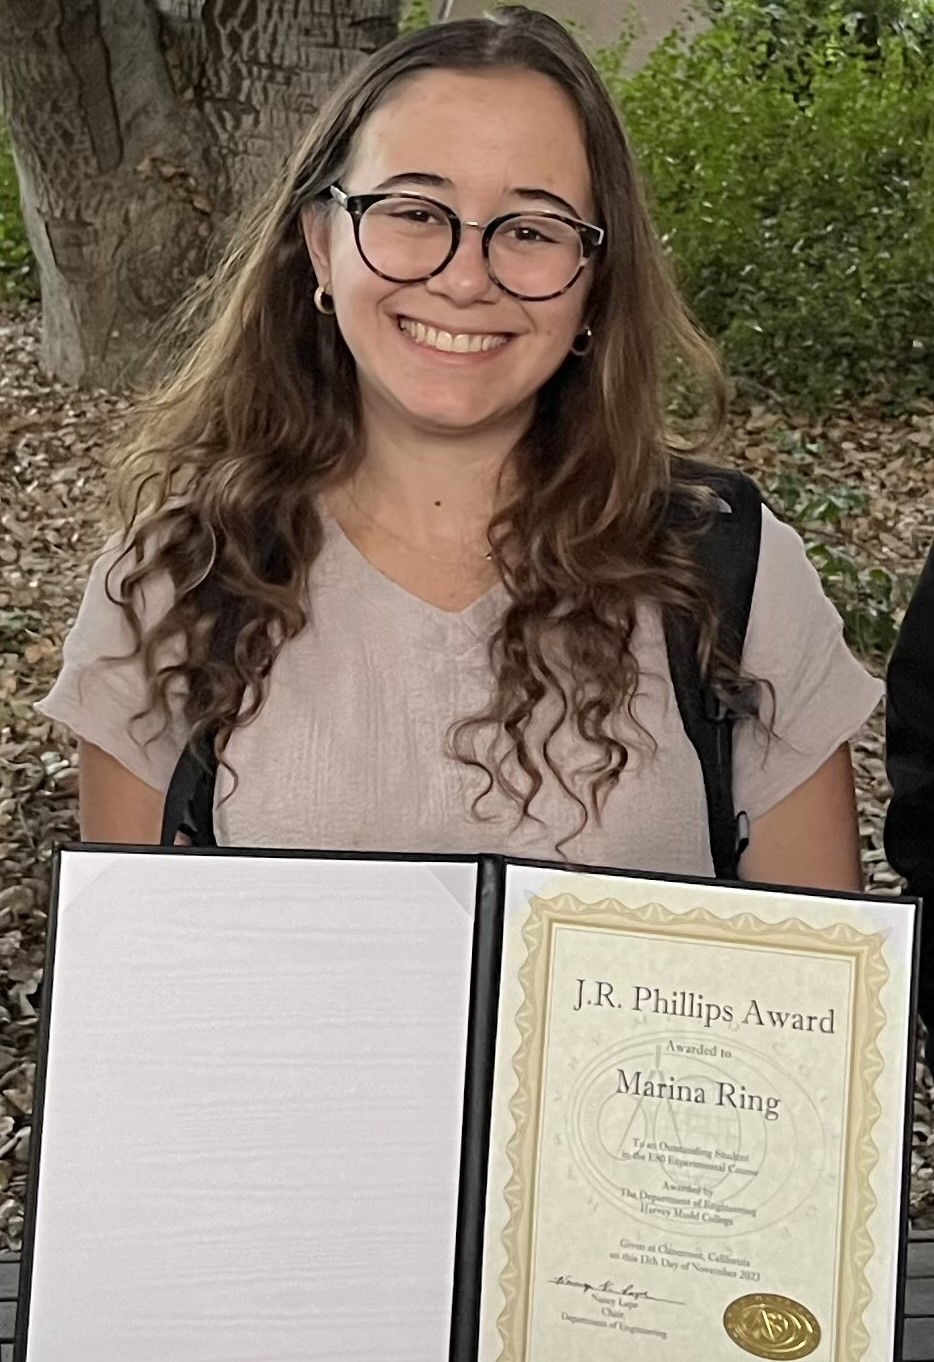 J.R. Phillips Award
Awarded to
Marina Ring
To an Outstanding Student
in the E80 Experimental Course
Awarded by
The Department of Engineering
Harvey Mudd College
Given at Claremont, California
on this 13th Day of November 2023
Nancy Lape
Chair
Department of Engineering